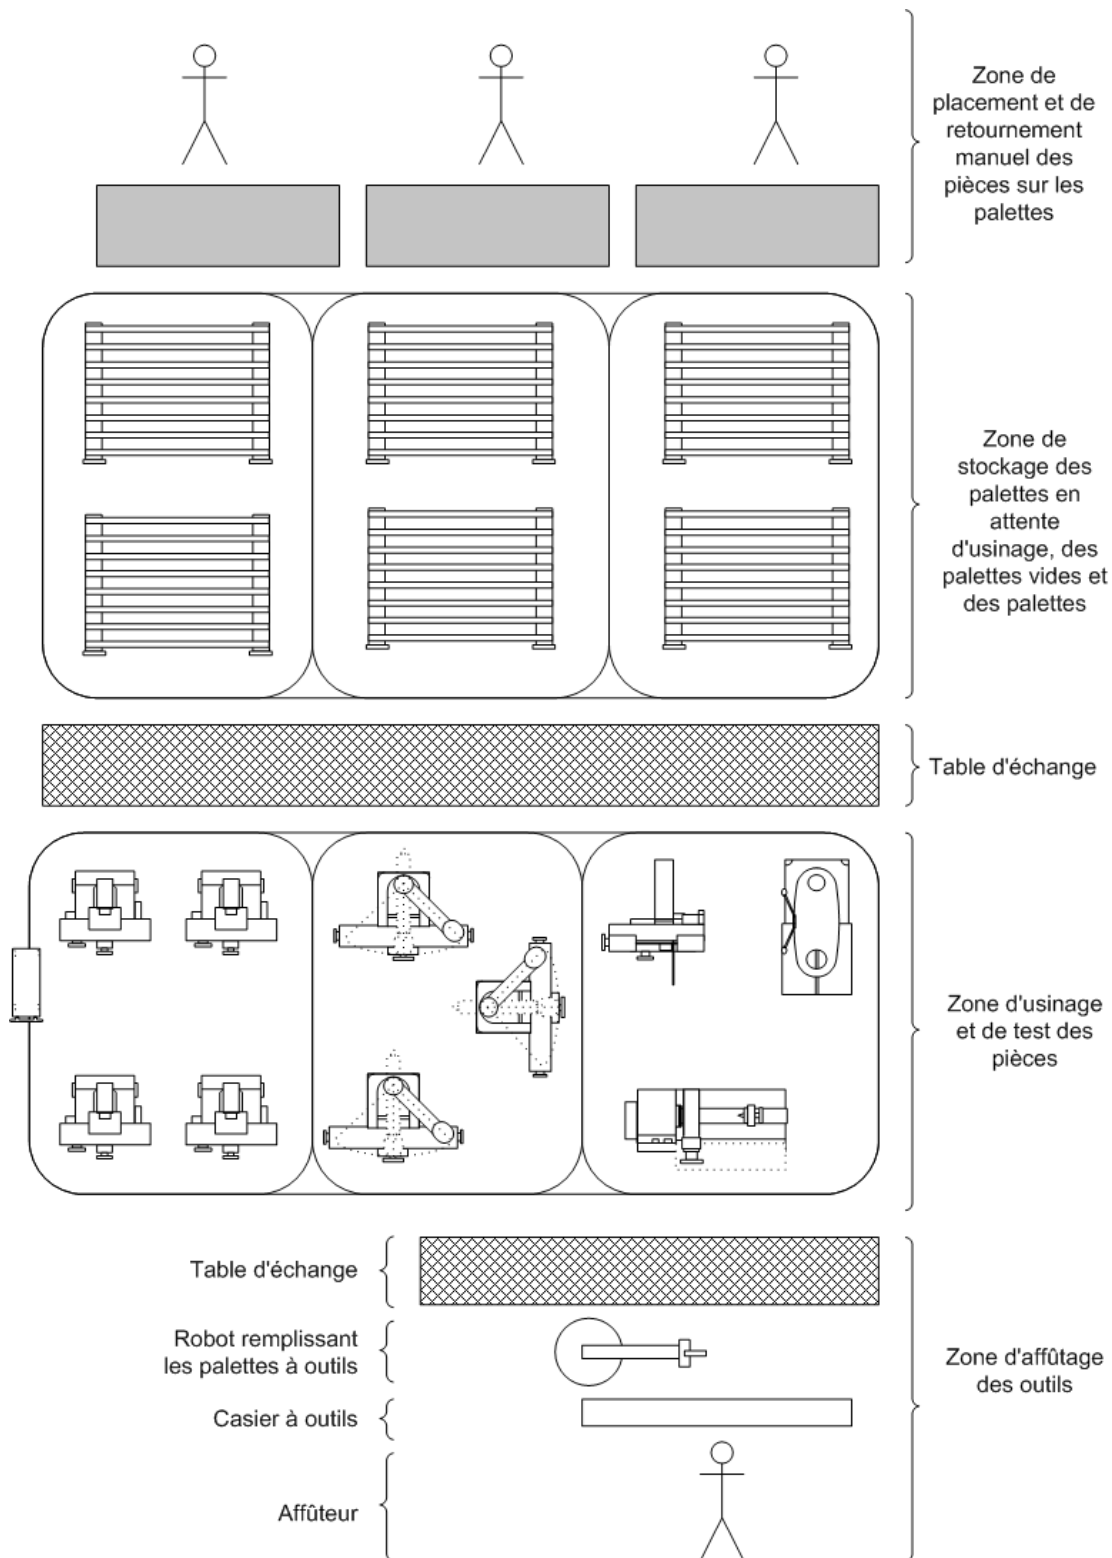 Zone de
placement et de
retournement
manuel des
pièces sur les
palettes
Zone de
stockage des
palettes en
attente
d'usinage, des
palettes vides et
des palettes
Table d'échange
Zone d'usinage
et de test des
pièces
Table d'échange
Robot remplissant
les palettes à outils
Casier à outils
Affûteur
Zone d'affûtage
des outils